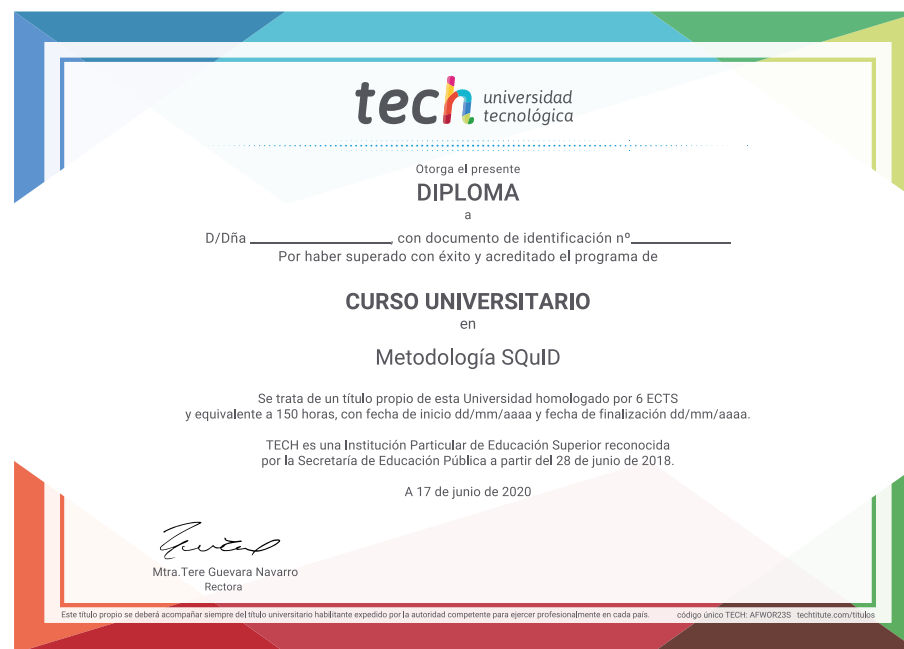 tech universidad
tecnológica
Otorga el presente
DIPLOMA
a
D/Dña ________________, con documento de identificación nº____________
Por haber superado con éxito y acreditado el programa de
CURSO UNIVERSITARIO
en
Metodología SQuID
Se trata de un título propio de esta Universidad homologado por 6 ECTS
y equivalente a 150 horas, con fecha de inicio dd/mm/aaaa y fecha de finalización dd/mm/aaaa.
TECH es una Institución Particular de Educación Superior reconocida
por la Secretaría de Educación Pública a partir del 28 de junio de 2018.
A 17 de junio de 2020
Mtra.Tere Guevara Navarro
Rectora
Este título propio se deberá acompañar siempre del título universitario habilitante expedido por la autoridad competente para ejercer profesionalmente en cada país. código único TECH: AFWOR23S techtitute.com/titulos